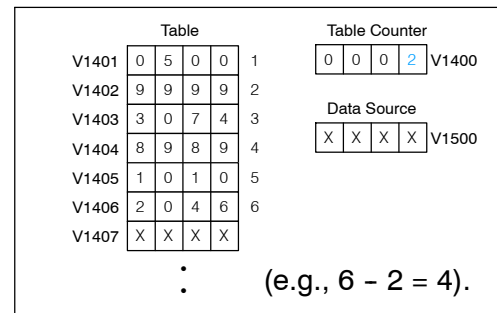 Table Table Counter
V1401 0 5 0 0 1 0 0 0 2 V1400
V1402 9 9 9 9 2
Data Source
V1403 3 0 7 4 3
X X X X V1500
V1404 8 9 8 9 4
V1405 1 0 1 0 5
V1406 2 0 4 6 6
V1407 X X X X
(e.g., 6 – 2 = 4).